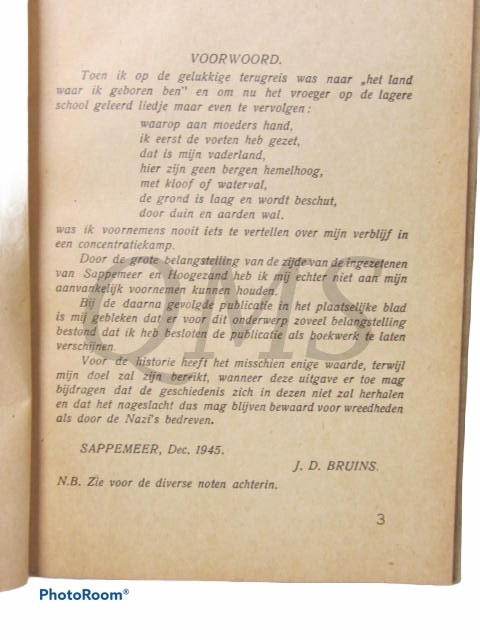 VOORWOORD.
Toen ik op de gelukkige terugreis was naar „het land
waar ik geboren ben" en om nu het vroeger op de lagere
school geleerd liedje maar even te vervolgen:
waarop aan moeders hand,
ik eerst de voeten heb gezet,
dat is mijn vaderland,
hier zijn geen bergen hemelhoog,
met kloof of waterval,
de grond is laag en wordt beschut,
door duin en aarden wal.
was ik voornemens nooit iets te vertellen over mijn verblijf in
een concentratiekamp.
Door de grote belangstelling van de zijde van de ingezetenen
van Sappemeer en Hoogezand heb ik mij echter niet aan mijn
aanvankelijk voornemen kunnen houden.
Bij de daarna gevolgde publicatie in het plaatselijke blad
is mij gebleken dat er voor dit onderwerp zoveel belangstelling
bestond dat ik heb besloten de publicatie als boekwerk te laten
verschijnen.
Voor de historie heeft het misschien enige waarde, terwijl
mijn doel zal zijn bereikt, wanneer deze uitgave er toe mag
bijdragen dat de geschiedenis zich in dezen niet zal herhalen
en dat het nageslacht dus mag blijven bewaard voor wreedheden
als door de Nazi's bedreven.
SAPPEMEER, Dec. 1945.
J. D. BRUINS.
N.B. Zie voor de diverse noten achterin.
3
QMS
PhotoRoom®